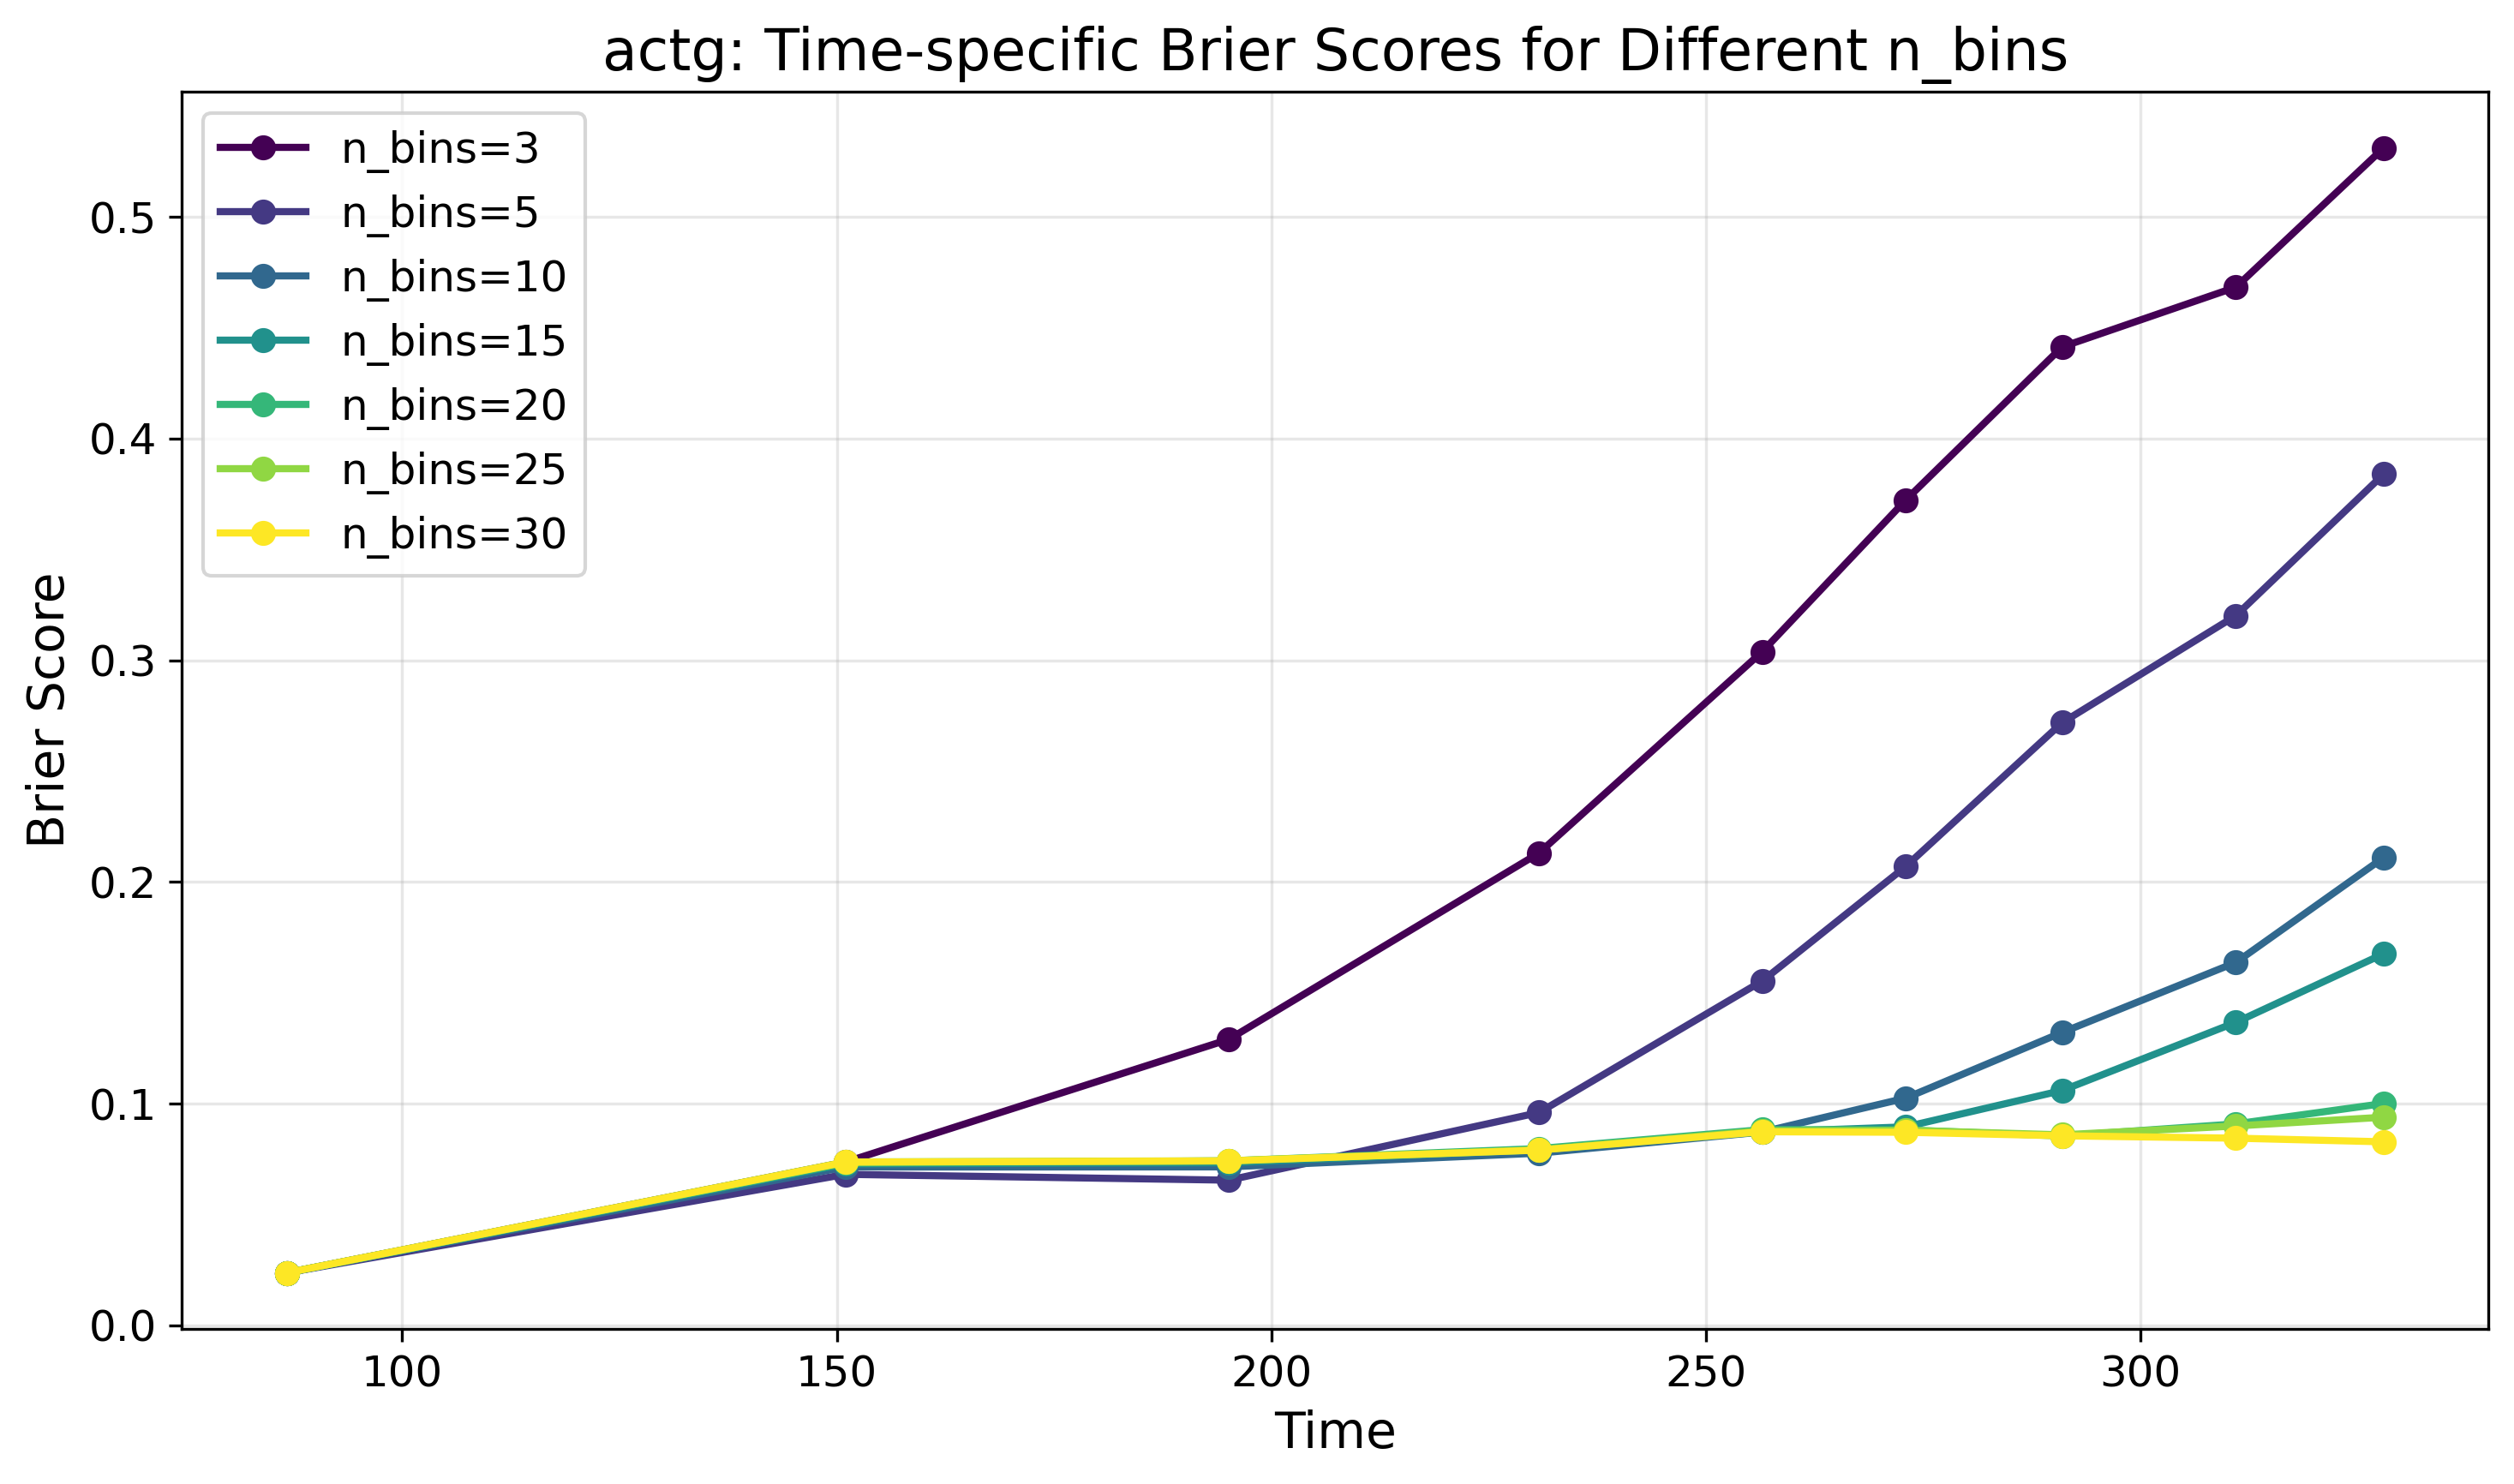 actg: Time-specific Brier Scores for Different n_bins
n_bins=3
n_bins=5
n_bins=10
n_bins=15
n_bins=20
n_bins=25
n_bins=30
Brier Score
0.5
0.4
0.3
0.2
0.1
0.0
100 150 200 250 300
Time